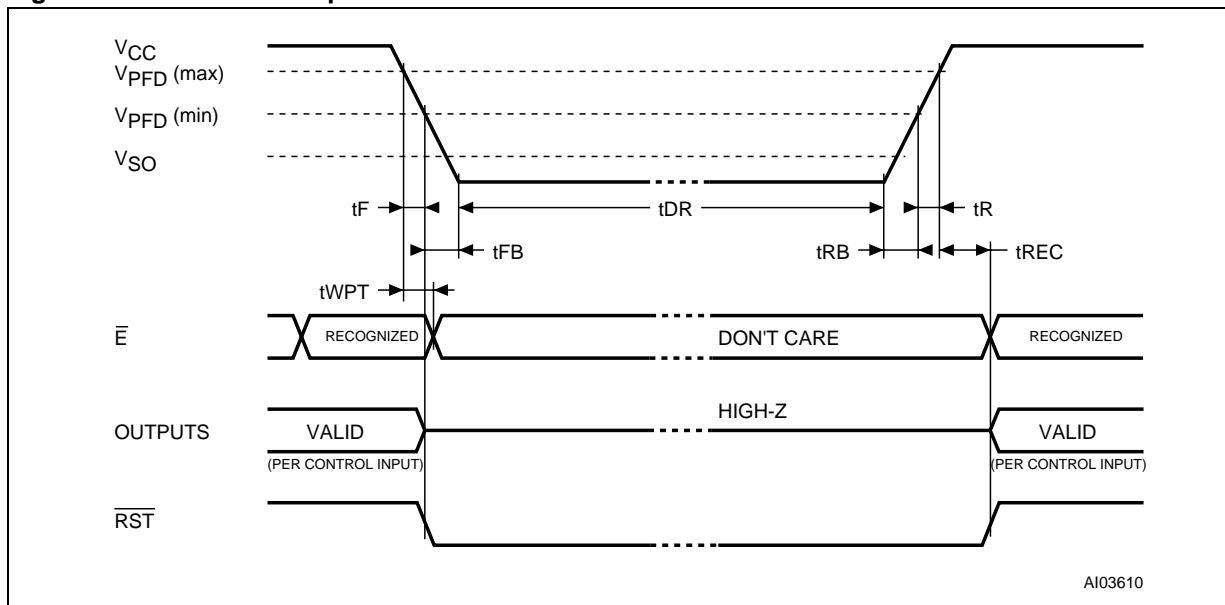 VCC
VPFD (max)
VPFD (min)
VSO
tF
tDR
tR
tFB
tRB
tREC
tWPT
E
RECOGNIZED
DON'T CARE
RECOGNIZED
HIGH-Z
OUTPUTS
VALID
VALID
(PER CONTROL INPUT)
(PER CONTROL INPUT)
RST
AI03610